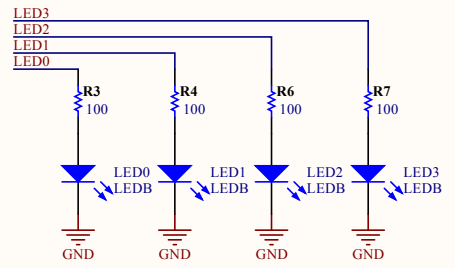 LED3
LED2
LED1
LED0
R3 R4 R6 R7
100 100 100 100
LED0 LED1 LED2 LED3
LEDB LEDB LEDB LEDB
GND GND GND GND